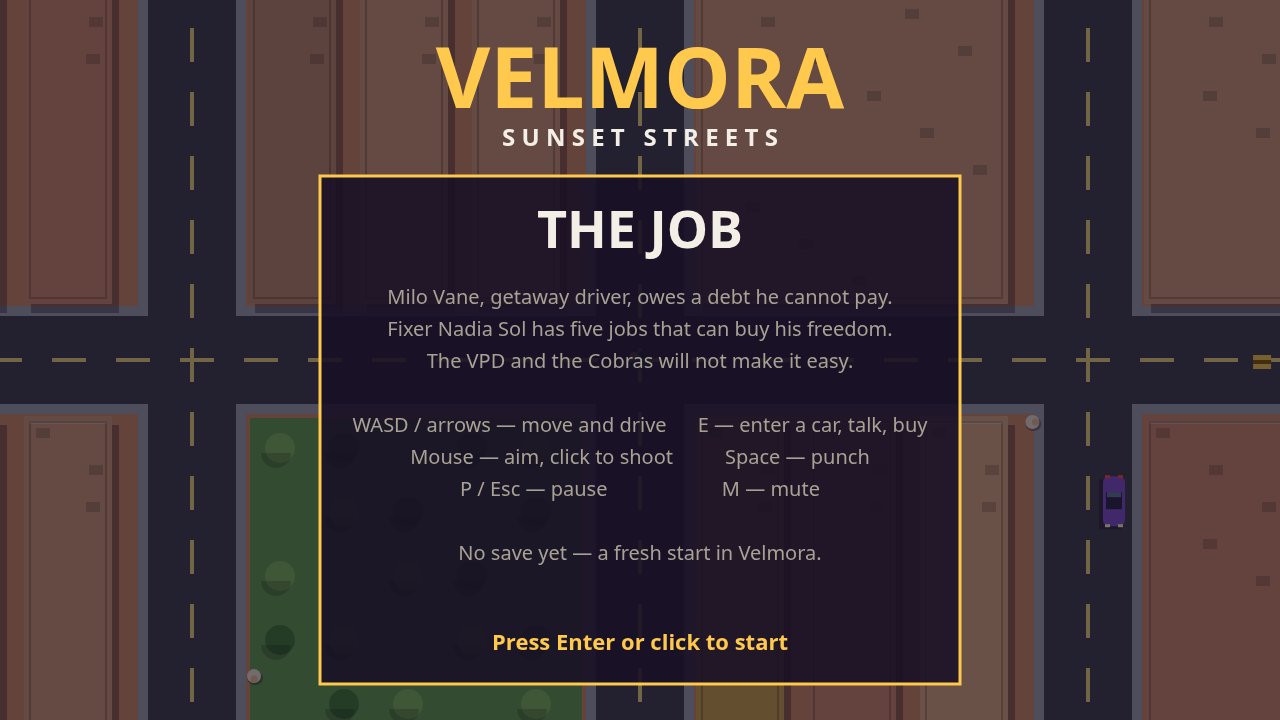 VELMORA
SUNSET STREETS
THE JOB
Milo Vane, getaway driver, owes a debt he cannot pay.
Fixer Nadia Sol has five jobs that can buy his freedom.
The VPD and the Cobras will not make it easy.
WASD / arrows — move and drive E — enter a car, talk, buy
Mouse — aim, click to shoot Space — punch
P / Esc — pause M — mute
No save yet — a fresh start in Velmora.
Press Enter or click to start